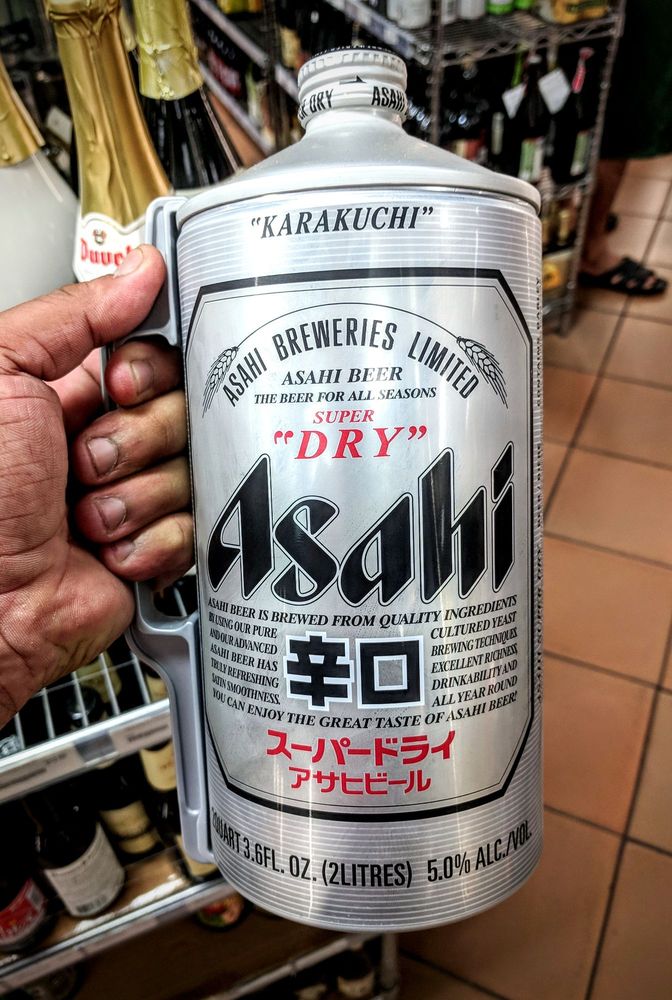 DRY ASAHI
"KARAKUCHI"
ASAHI BREWERIES LIMITED
ASAHI BEER
THE BEER FOR ALL SEASONS
SUPER
"DRY"
Asahi
ASAHI BEER IS BREWED FROM QUALITY INGREDIENTS
BY USING OUR PURE CULTURED YEAST
AND OUR ADVANCED BREWING TECHNIQUES.
ASAHI BEER HAS EXCELLENT RICHNESS,
TRULY REFRESHING DRINKABILITY AND
SATIN SMOOTHNESS. ALL YEAR ROUND
辛口
YOU CAN ENJOY THE GREAT TASTE OF ASAHI BEER!
スーパードライ
アサヒビール
2QUART 3.6FL. OZ. (2LITRES) 5.0% ALC./VOL.
Duvel